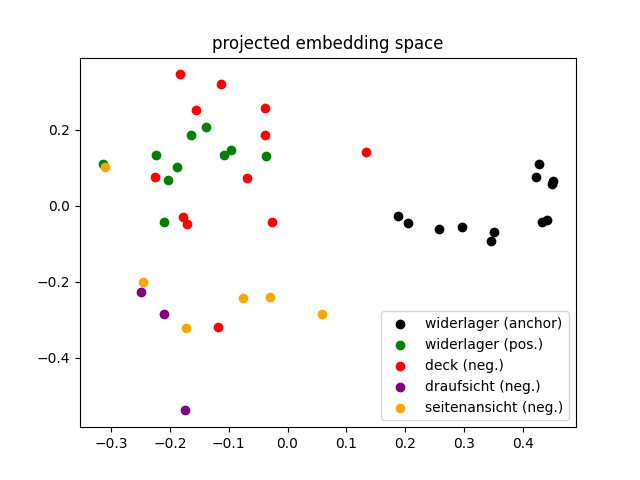 projected embedding space
0.2
0.0
−0.2
−0.4
−0.3
−0.2
−0.1
0.0
0.1
0.2
0.3
0.4
widerlager (anchor)
widerlager (pos.)
deck (neg.)
draufsicht (neg.)
seitenansicht (neg.)